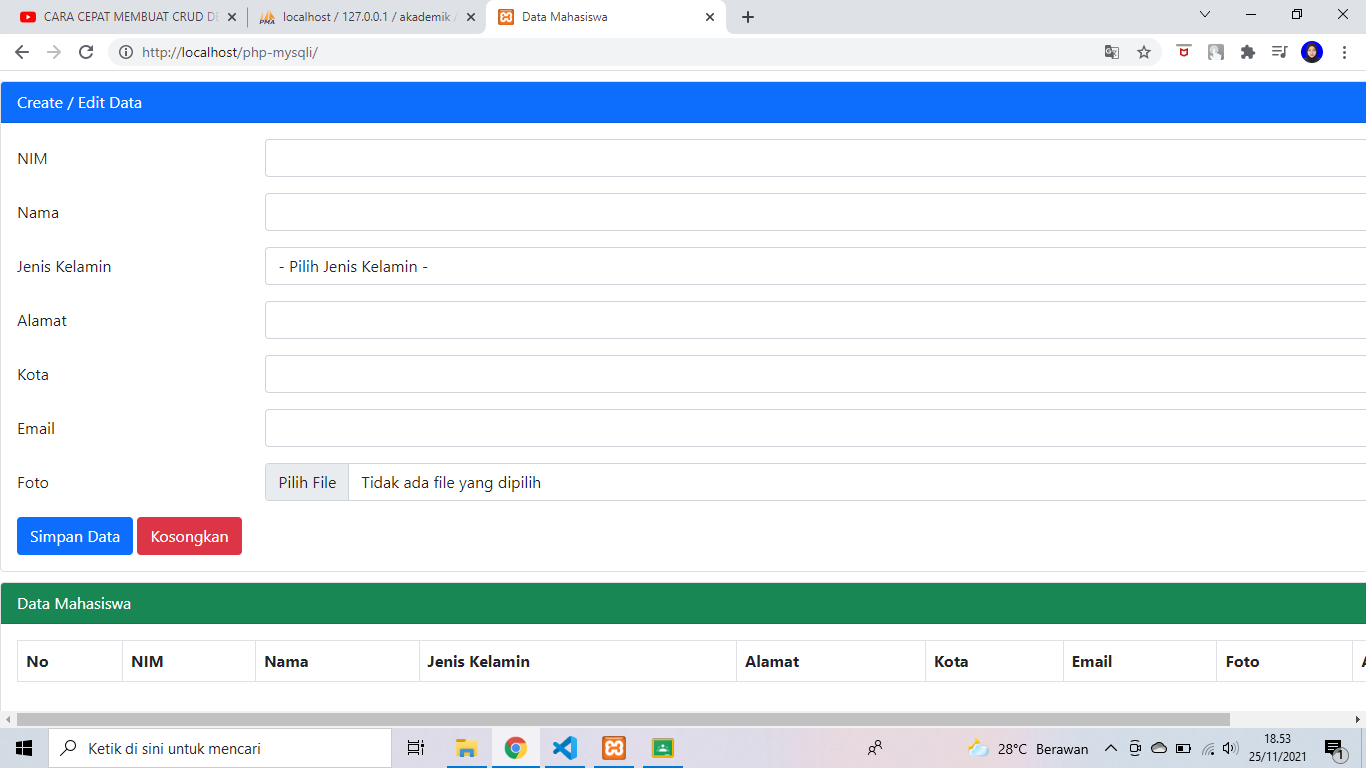 CARA CEPAT MEMBUAT CRUD DE
localhost / 127.0.0.1 / akademik /
Data Mahasiswa
http://localhost/php-mysqli/
Create / Edit Data
NIM
Nama
Jenis Kelamin - Pilih Jenis Kelamin -
Alamat
Kota
Email
Foto Pilih File Tidak ada file yang dipilih
Simpan Data Kosongkan
Data Mahasiswa
No NIM Nama Jenis Kelamin Alamat Kota Email Foto
Ketik di sini untuk mencari
28°C Berawan
18.53
25/11/2021
1